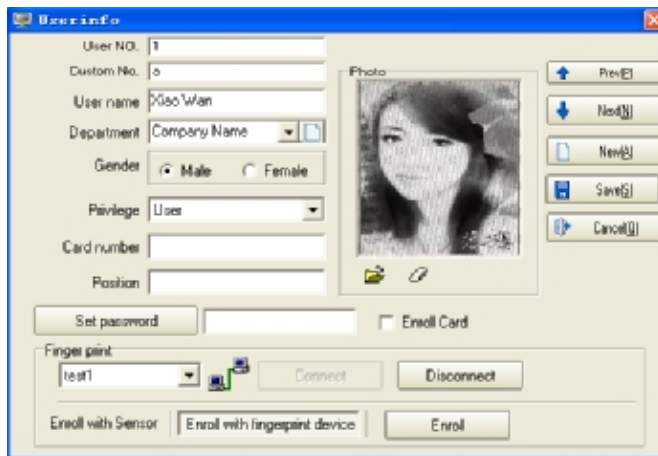 Userinfo
User NO. 1
Custom No. a
User name Xiao Wan
Department Company Name
Gender Male Female
Privilege User
Card number
Position
Photo
Prev(P)
Next(N)
New(A)
Save(S)
Cancel(Q)
Set password
Enroll Card
Finger print
test1 Connect Disconnect
Enroll with Sensor Enrol with fingerprint device Enrol